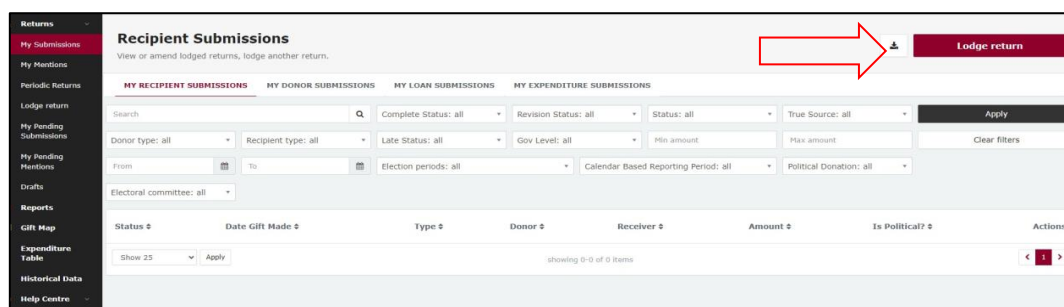 Returns
My Submissions
My Mentions
Periodic Returns
Lodge return
My Pending
Submissions
My Pending
Mentions
Drafts
Reports
Gift Map
Expenditure
Table
Historical Data
Help Centre
Recipient Submissions
View or amend lodged returns, lodge another return.
Lodge return
MY RECIPIENT SUBMISSIONS MY DONOR SUBMISSIONS MY LOAN SUBMISSIONS MY EXPENDITURE SUBMISSIONS
Search Complete Status: all Revision Status: all Status: all True Source: all Apply
Donor type: all Recipient type: all Late Status: all Gov Level: all Min amount Max amount Clear filters
From To Election periods: all Calendar Based Reporting Period: all Political Donation: all
Electoral committee: all
Status Date Gift Made Type Donor Receiver Amount Is Political? Actions
Show 25 Apply showing 0-0 of 0 items < 1 >